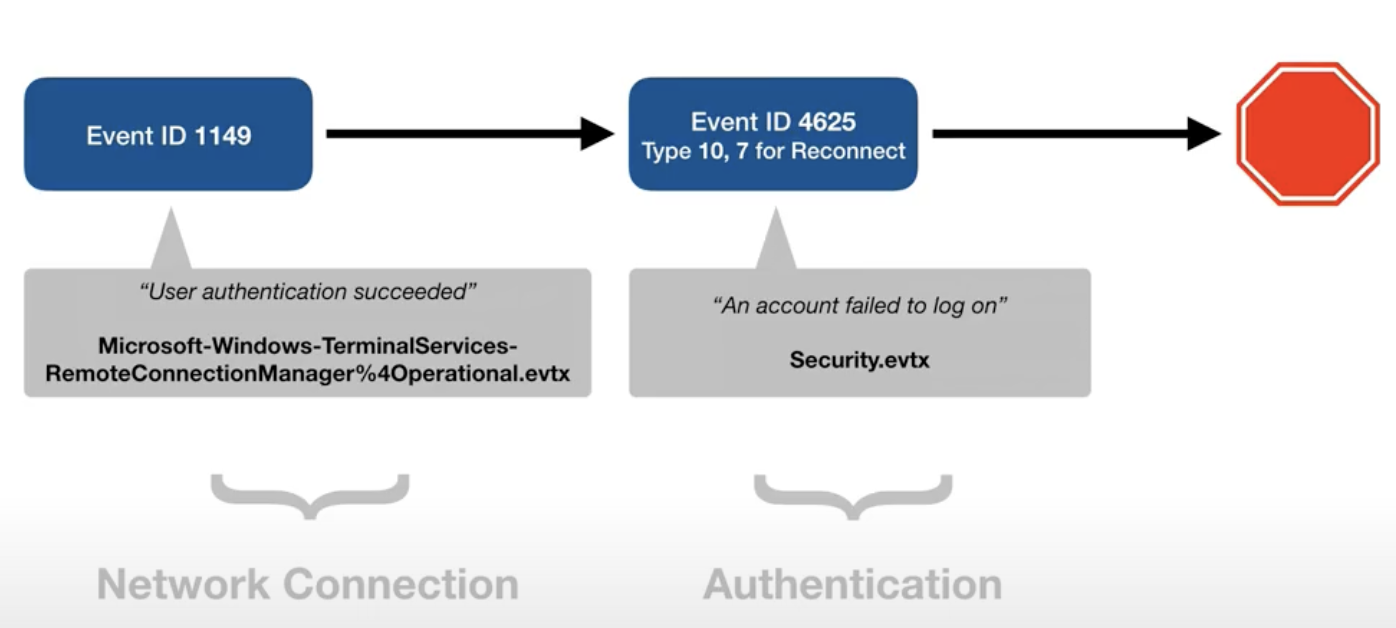 Event ID 1149
Event ID 4625
Type 10, 7 for Reconnect
“User authentication succeeded”
Microsoft-Windows-TerminalServices-
RemoteConnectionManager%4Operational.evtx
“An account failed to log on”
Security.evtx
Network Connection
Authentication